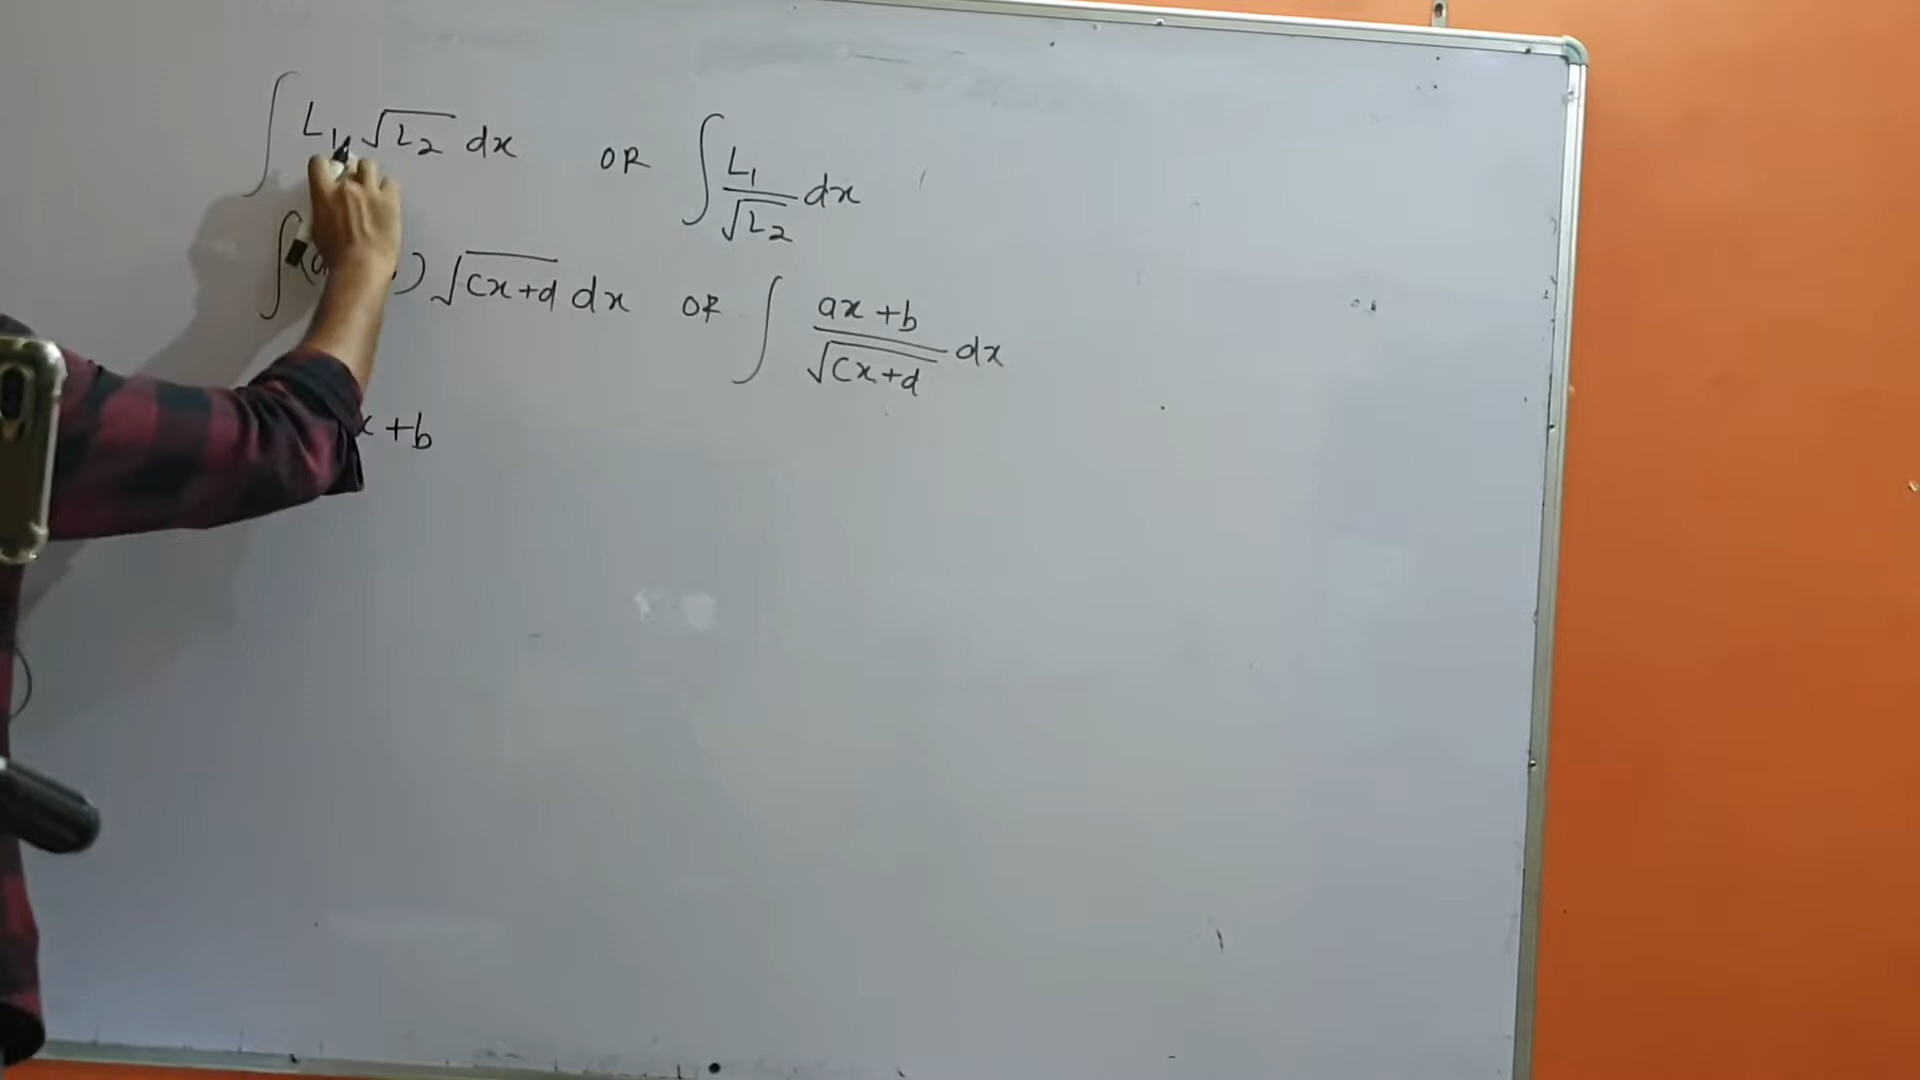 ∫ L₁ √L₂ dx OR ∫ L₁/√L₂ dx
∫ ( ) √(cx+d) dx OR ∫ (ax+b)/√(cx+d) dx
x+b